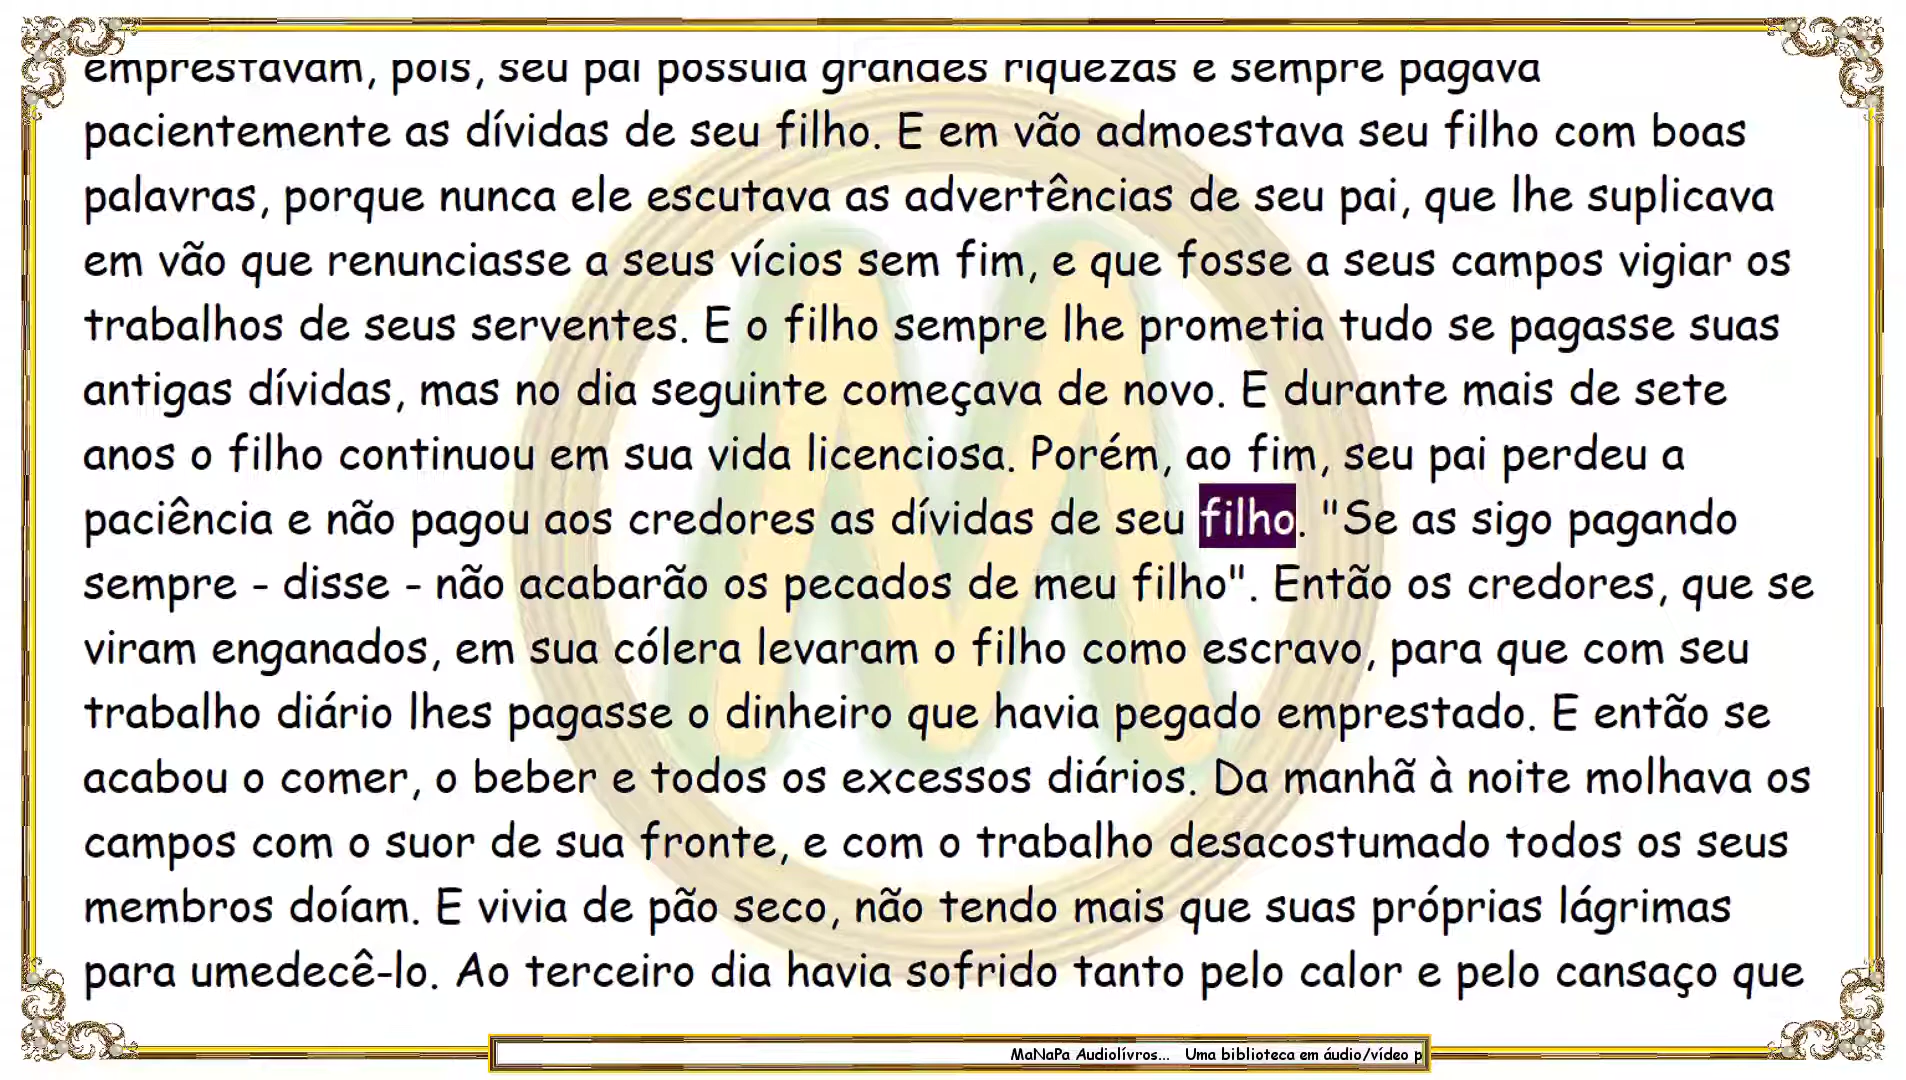 emprestavam, pois, seu pai possuía grandes riquezas e sempre pagava
pacientemente as dívidas de seu filho. E em vão admoestava seu filho com boas
palavras, porque nunca ele escutava as advertências de seu pai, que lhe suplicava
em vão que renunciasse a seus vícios sem fim, e que fosse a seus campos vigiar os
trabalhos de seus serventes. E o filho sempre lhe prometia tudo se pagasse suas
antigas dívidas, mas no dia seguinte começava de novo. E durante mais de sete
anos o filho continuou em sua vida licenciosa. Porém, ao fim, seu pai perdeu a
paciência e não pagou aos credores as dívidas de seu filho. "Se as sigo pagando
sempre - disse - não acabarão os pecados de meu filho". Então os credores, que se
viram enganados, em sua cólera levaram o filho como escravo, para que com seu
trabalho diário lhes pagasse o dinheiro que havia pegado emprestado. E então se
acabou o comer, o beber e todos os excessos diários. Da manhã à noite molhava os
campos com o suor de sua fronte, e com o trabalho desacostumado todos os seus
membros doíam. E vivia de pão seco, não tendo mais que suas próprias lágrimas
para umedecê-lo. Ao terceiro dia havia sofrido tanto pelo calor e pelo cansaço que
MaNaPa Audiolívros... Uma biblioteca em áudio/vídeo p